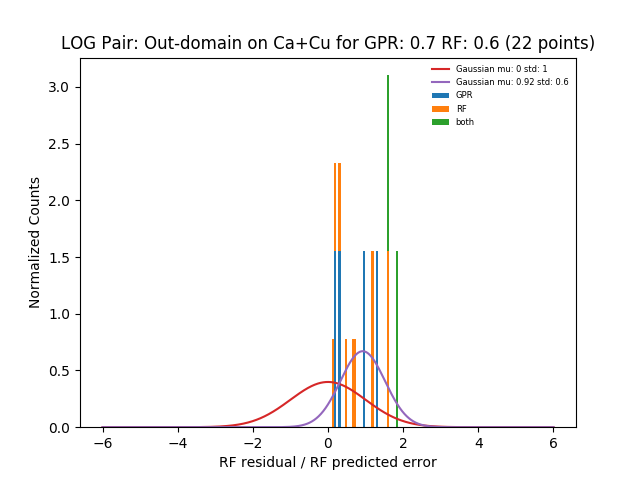 LOG Pair: Out-domain on Ca+Cu for GPR: 0.7 RF: 0.6 (22 points)
Gaussian mu: 0 std: 1
Gaussian mu: 0.92 std: 0.6
GPR
RF
both
Normalized Counts
3.0
2.5
2.0
1.5
1.0
0.5
0.0
−6 −4 −2 0 2 4 6
RF residual / RF predicted error